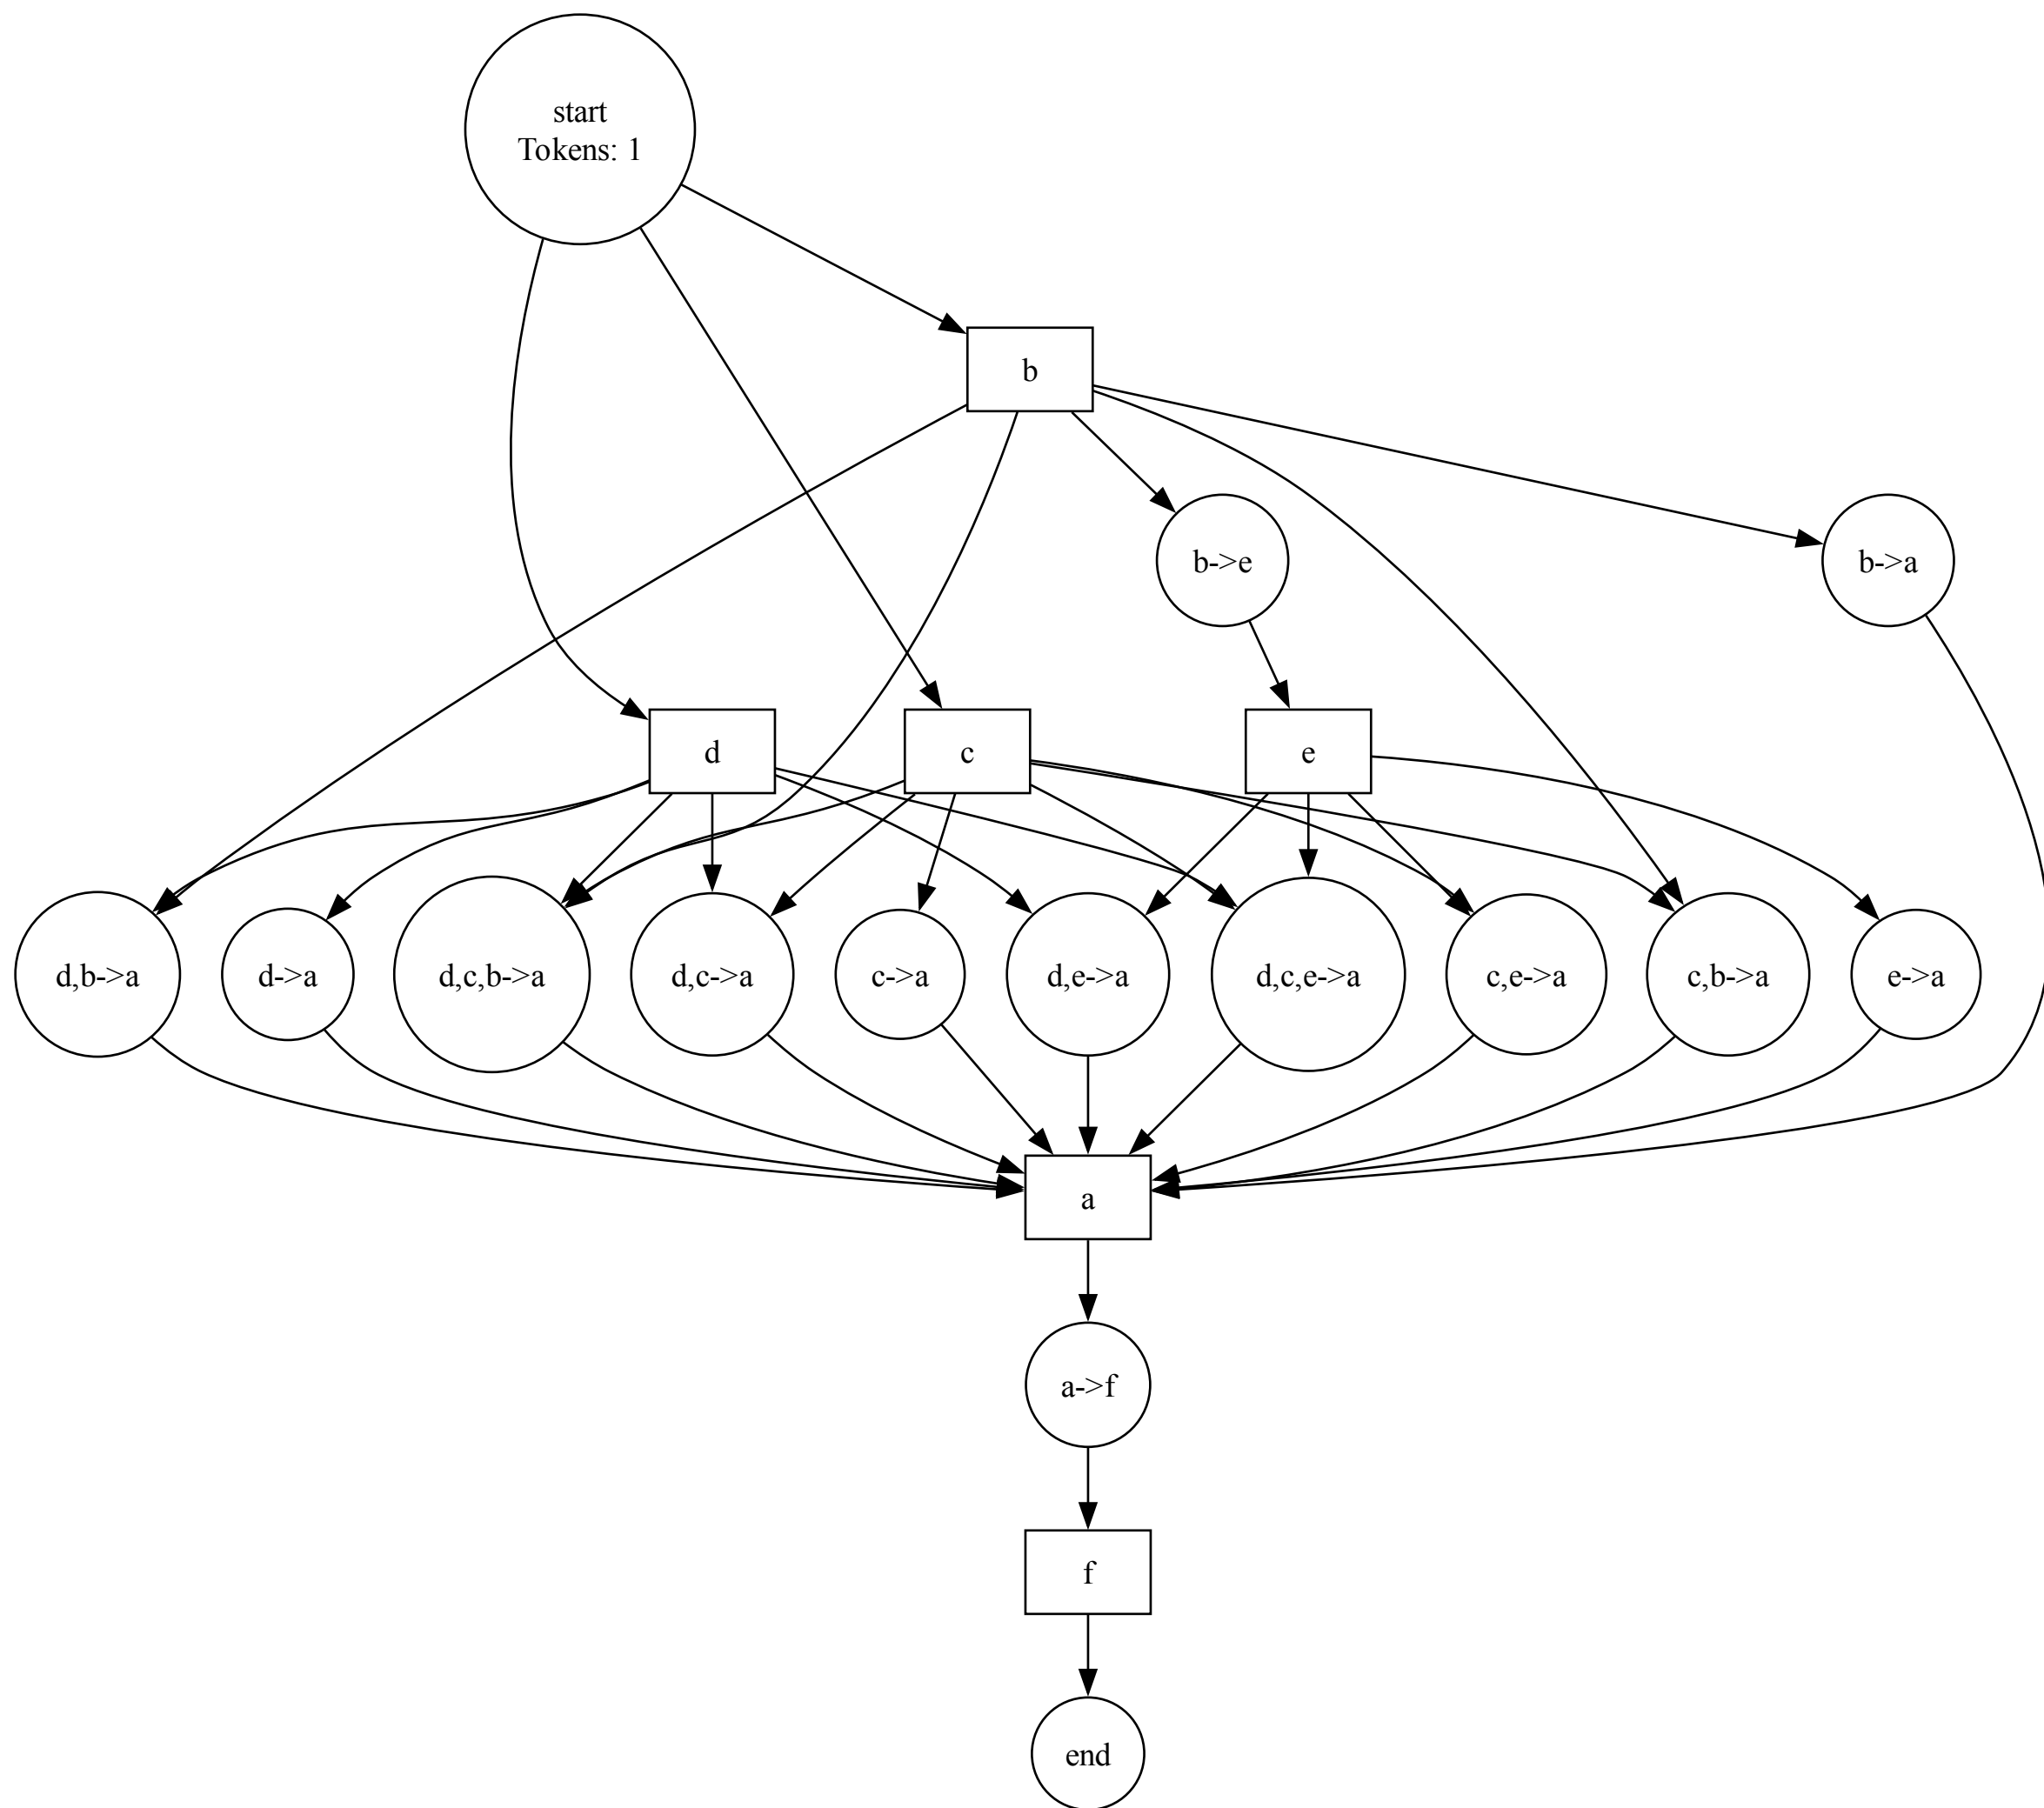 start
Tokens: 1
b
b->e
b->a
d
c
e
d,b->a
d->a
d,c,b->a
d,c->a
c->a
d,e->a
d,c,e->a
c,e->a
c,b->a
e->a
a
a->f
f
end